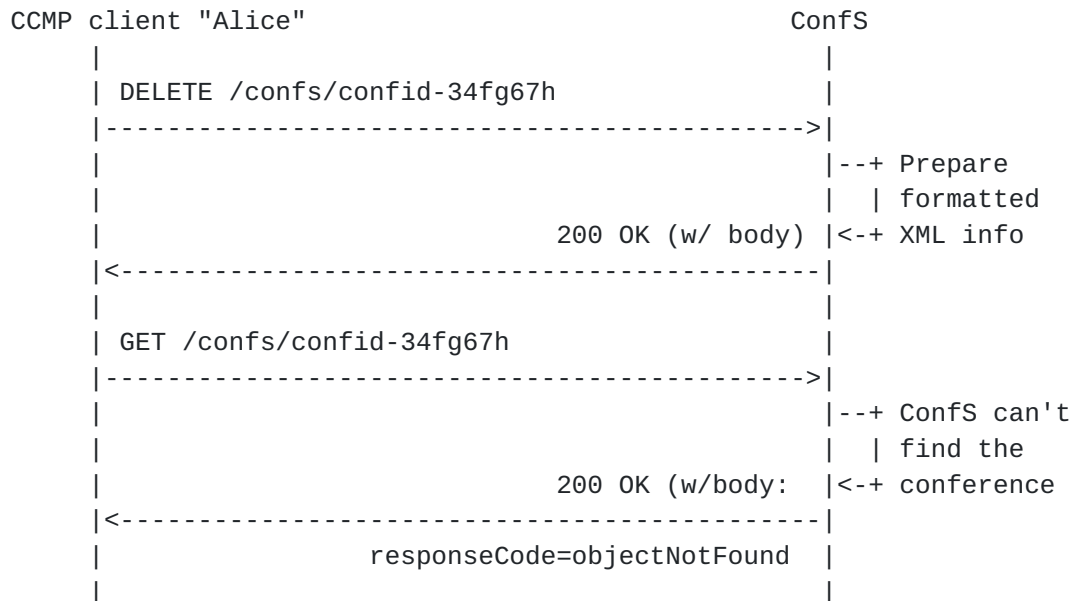 CCMP client "Alice" ConfS
| |
| DELETE /confs/confid-34fg67h |
|--------------------------------------------->|
| |--+ Prepare
| | | formatted
| 200 OK (w/ body) |<-+ XML info
|<---------------------------------------------|
| |
| GET /confs/confid-34fg67h |
|--------------------------------------------->|
| |--+ ConfS can't
| | | find the
| 200 OK (w/body: |<-+ conference
|<---------------------------------------------|
| responseCode=objectNotFound |
| |